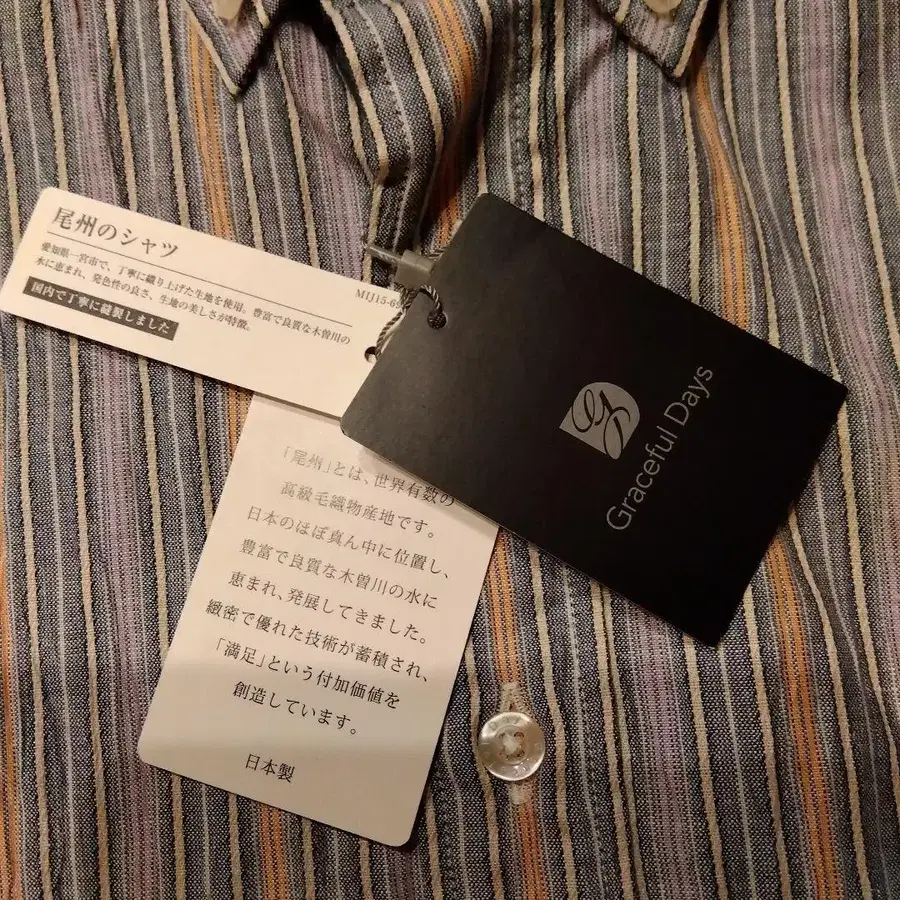 尾州のシャツ
愛知県一宮市で、丁寧に織り上げた生地を使用。豊富で良質な木曽川の
水に恵まれ、発色性の良さ、生地の美しさが特徴。
国内で丁寧に縫製しました
GD
Graceful Days
「尾州」とは、世界有数の
高級毛織物産地です。
日本のほぼ真ん中に位置し、
豊富で良質な木曽川の水に
恵まれ、発展してきました。
緻密で優れた技術が蓄積され、
「満足」という付加価値を
創造しています。
日本製